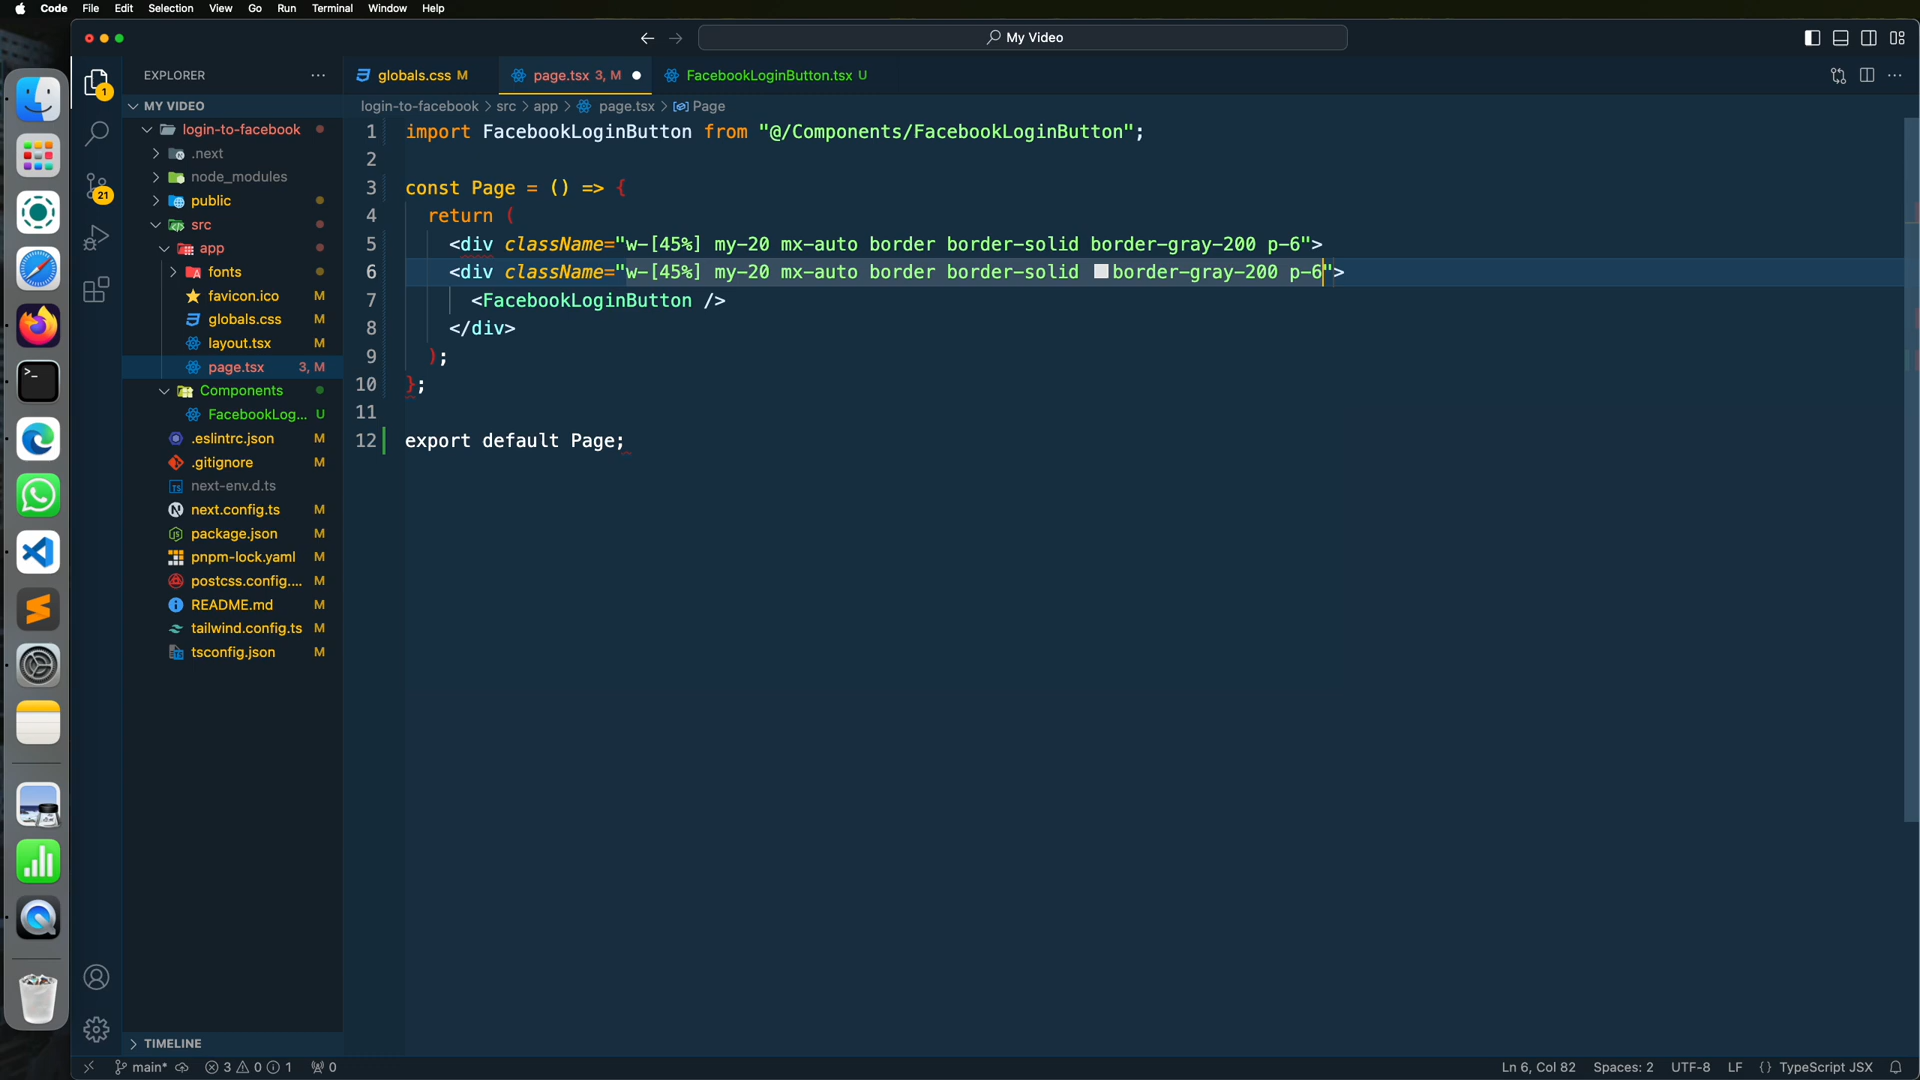 Code File Edit Selection View Go Run Terminal Window Help
My Video
EXPLORER
globals.css M
page.tsx 3, M
FacebookLoginButton.tsx U
MY VIDEO
login-to-facebook > src > app > page.tsx > Page
login-to-facebook
.next
node_modules
public
src
app
fonts
favicon.ico M
globals.css M
layout.tsx M
page.tsx 3, M
Components
FacebookLog... U
.eslintrc.json M
.gitignore M
next-env.d.ts
next.config.ts M
package.json M
pnpm-lock.yaml M
postcss.config.... M
README.md M
tailwind.config.ts M
tsconfig.json M
TIMELINE
1
21
1 import FacebookLoginButton from "@/Components/FacebookLoginButton";
2
3 const Page = () => {
4 return (
5 <div className="w-[45%] my-20 mx-auto border border-solid border-gray-200 p-6">
6 <div className="w-[45%] my-20 mx-auto border border-solid border-gray-200 p-6">
7 <FacebookLoginButton />
8 </div>
9 );
10 };
11
12 export default Page;
main* 3 0 1 0
Ln 6, Col 82 Spaces: 2 UTF-8 LF {} TypeScript JSX